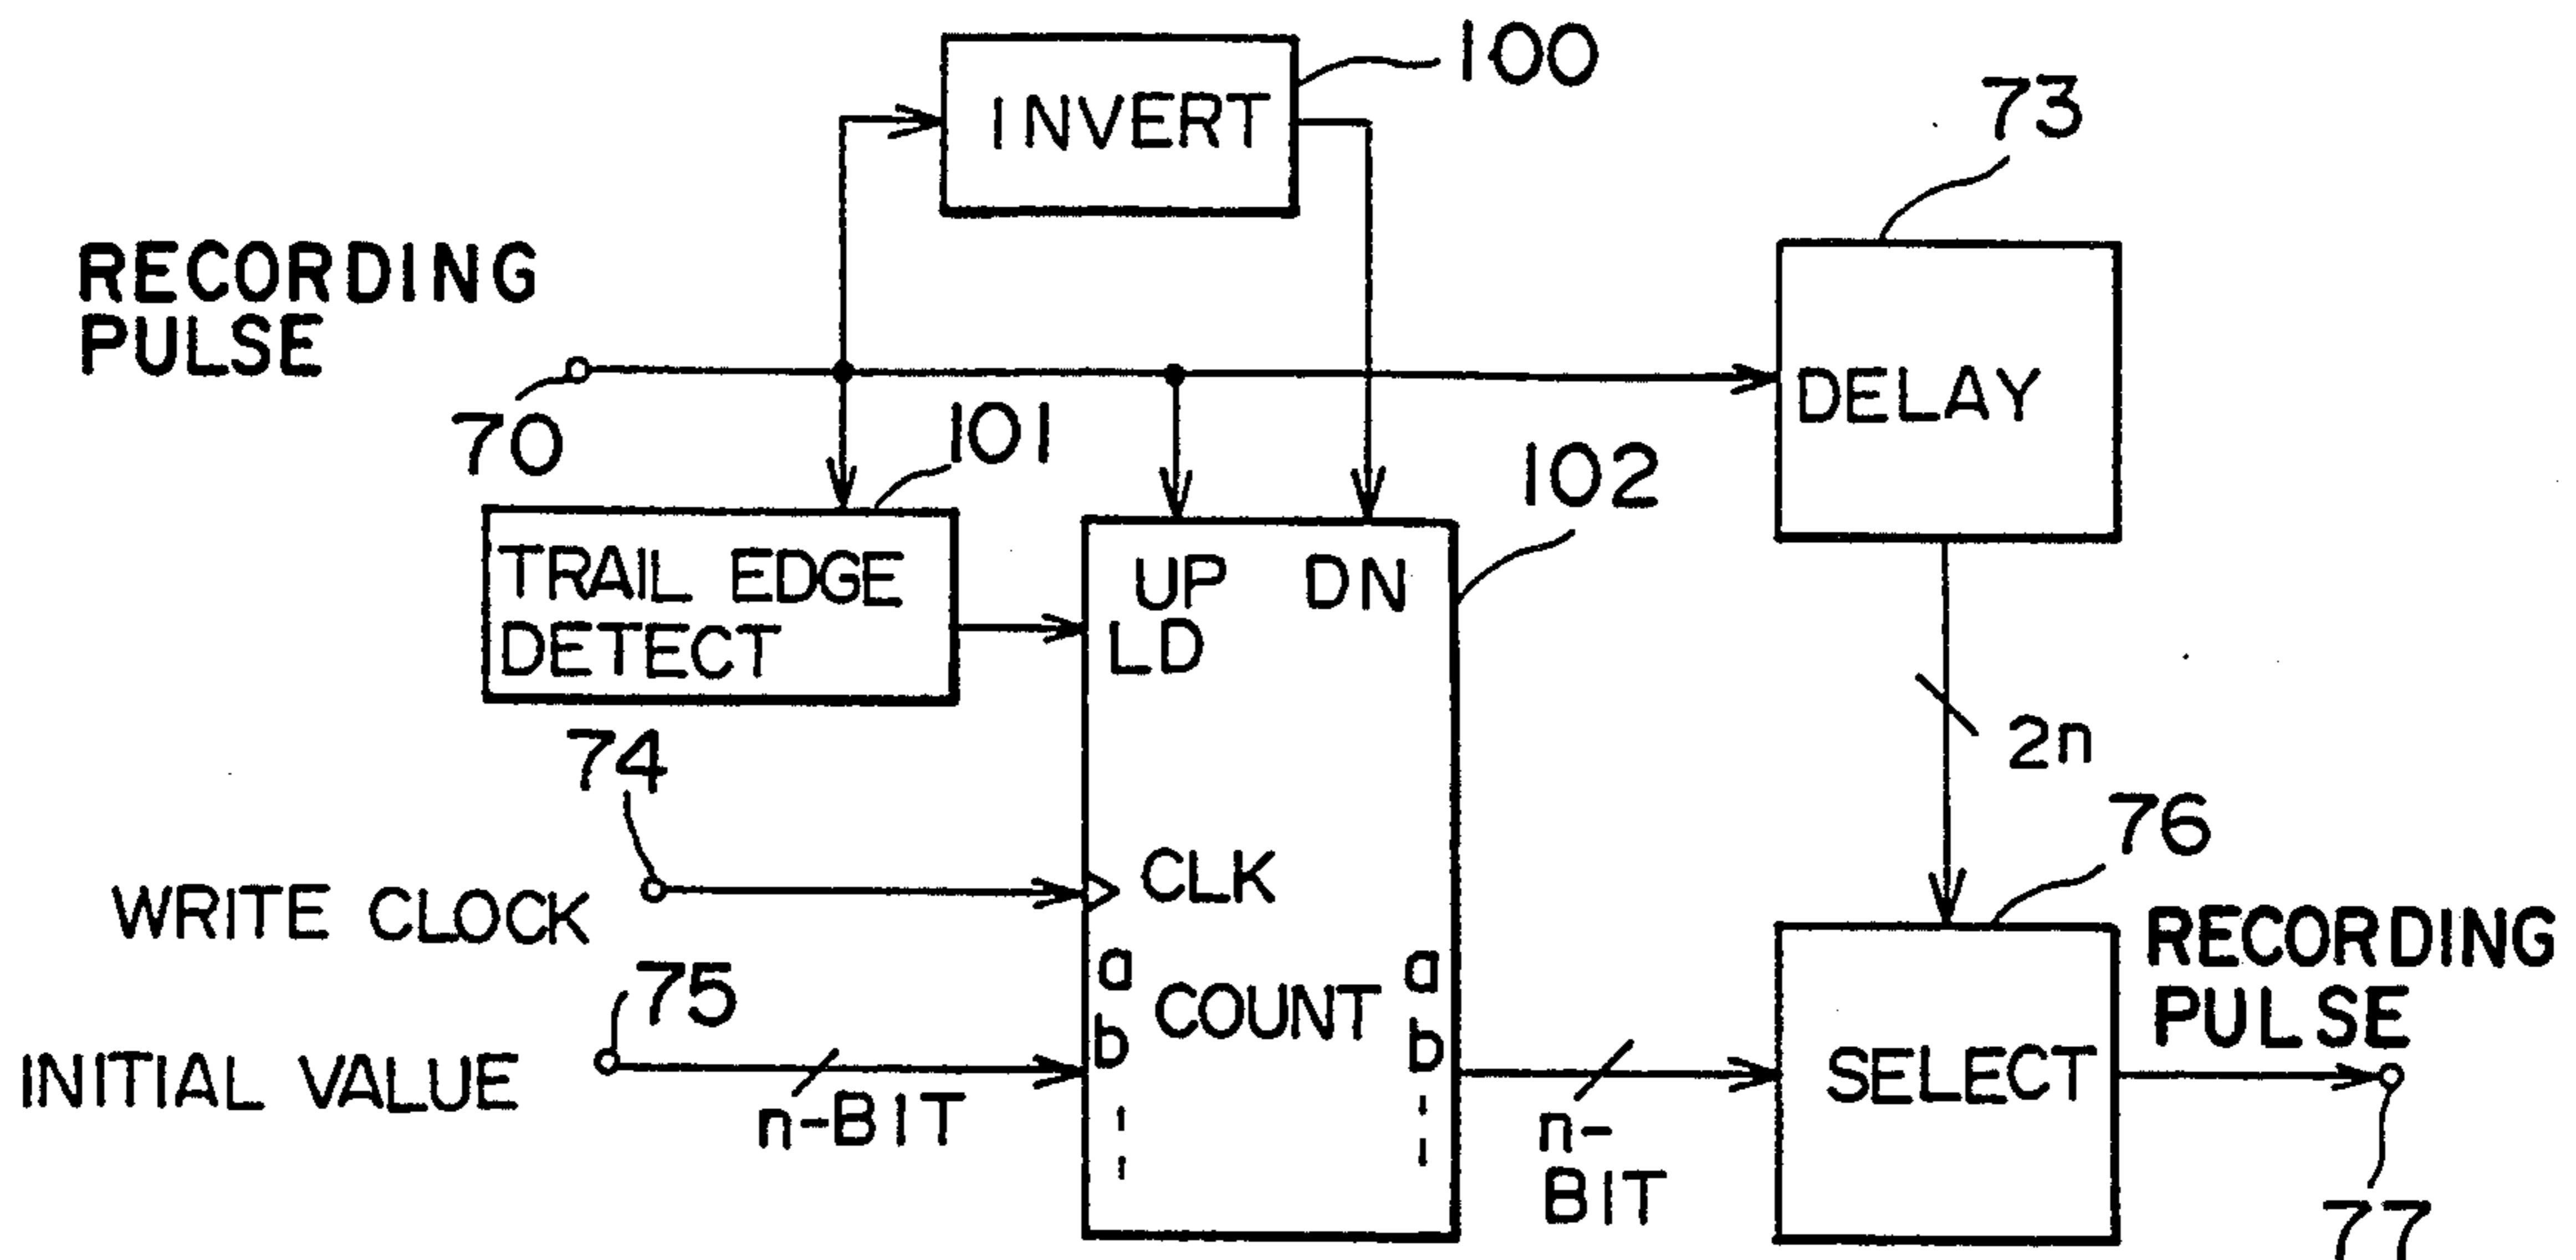 100
INVERT
73
RECORDING
PULSE
70
DELAY
101
102
TRAIL EDGE
DETECT
UP DN
LD
2n
74
76
CLK
WRITE CLOCK
RECORDING
PULSE
75
a
a
COUNT
b
b
INITIAL VALUE
n-BIT
n-
BIT
SELECT
77